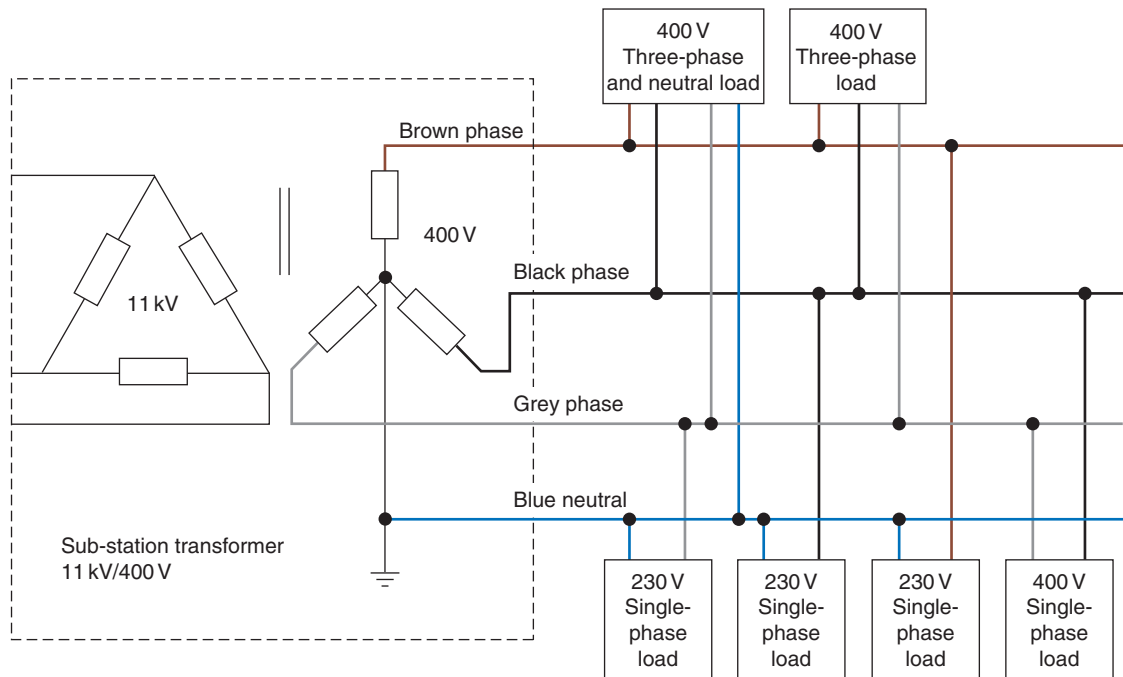 400 V
Three-phase
and neutral load
400 V
Three-phase
load
Brown phase
400 V
Black phase
11 kV
Grey phase
Blue neutral
Sub-station transformer
11 kV/400 V
230 V
Single-
phase
load
230 V
Single-
phase
load
230 V
Single-
phase
load
400 V
Single-
phase
load